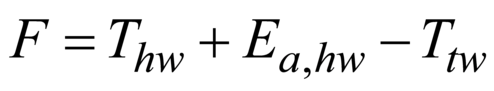 F = T_{hw} + E_{a,hw} - T_{tw}